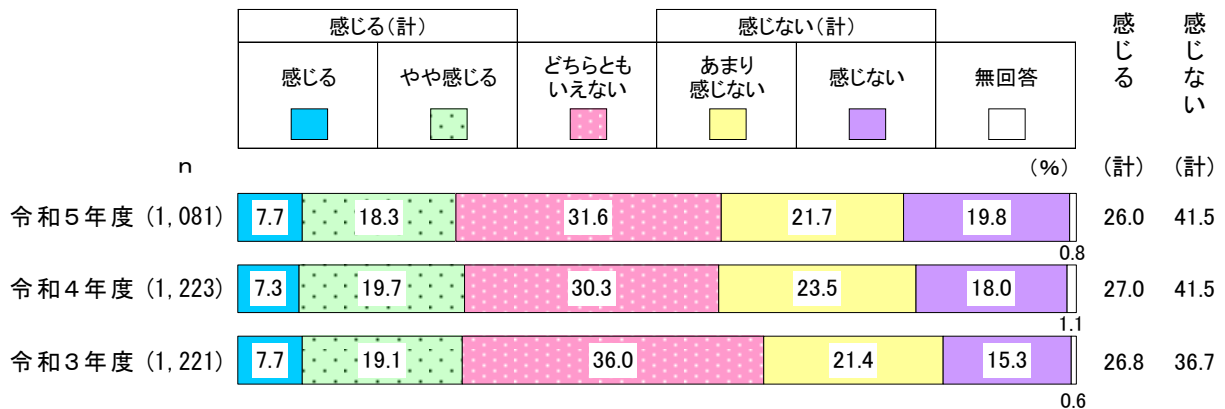 感じる(計)
感じない(計)
感じる
やや感じる
どちらとも
いえない
あまり
感じない
感じない
無回答
感じる
感じない
n
(%)
(計)
(計)
令和5年度 (1,081)
7.7
18.3
31.6
21.7
19.8
0.8
26.0
41.5
令和4年度 (1,223)
7.3
19.7
30.3
23.5
18.0
1.1
27.0
41.5
令和3年度 (1,221)
7.7
19.1
36.0
21.4
15.3
0.6
26.8
36.7